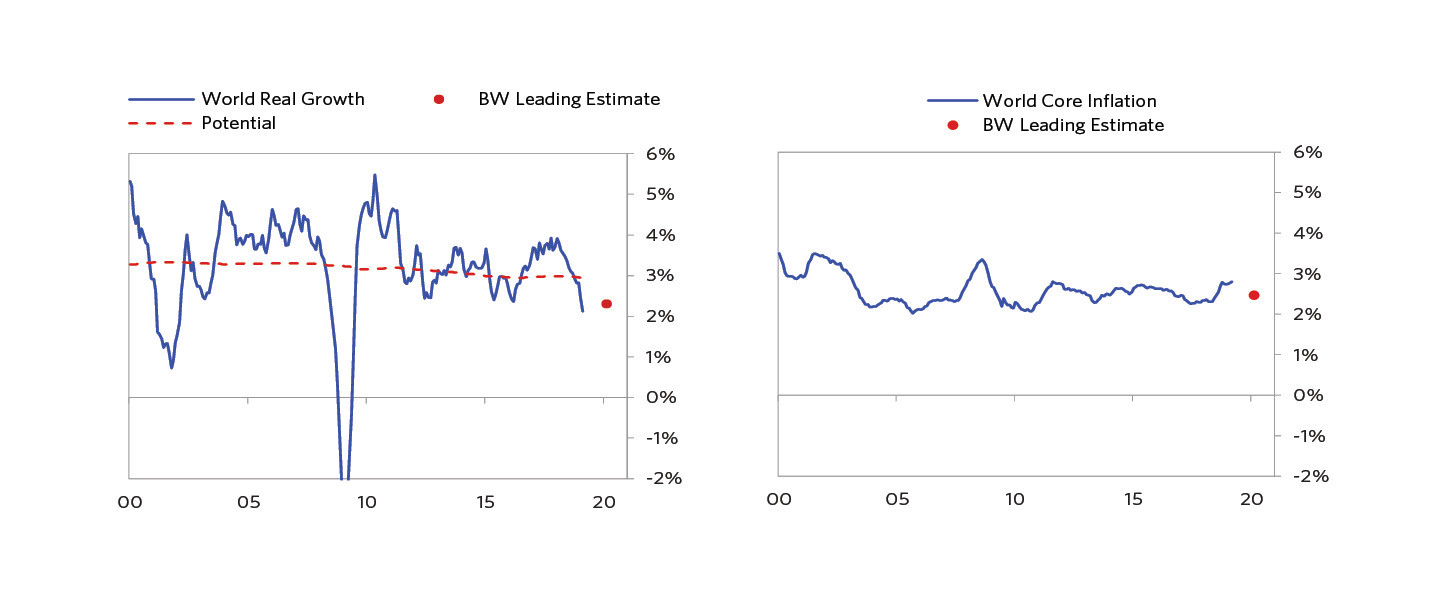 World Real Growth
BW Leading Estimate
Potential
6%
5%
4%
3%
2%
1%
0%
-1%
-2%
00 05 10 15 20
World Core Inflation
BW Leading Estimate
6%
5%
4%
3%
2%
1%
0%
-1%
-2%
00 05 10 15 20